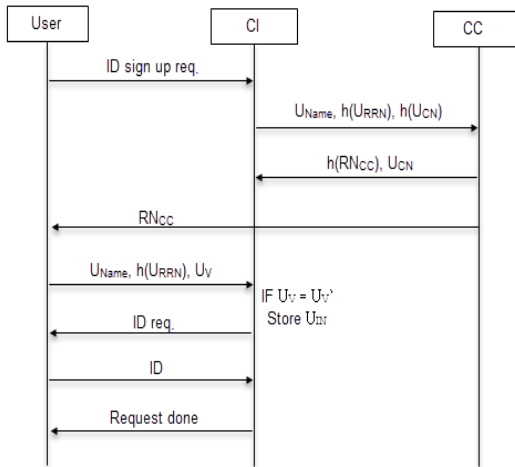 User
CI
CC
ID sign up req.
UName, h(URRN), h(UCN)
h(RNCC), UCN
RNCC
UName, h(URRN), UV
IF UV = UV`
Store UIN
ID req.
ID
Request done